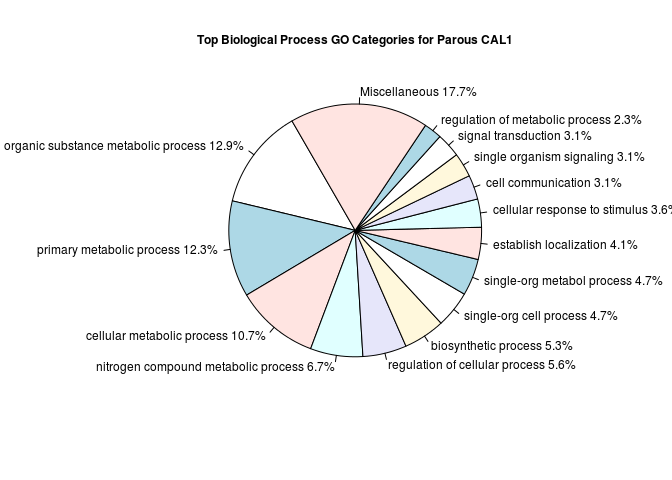 Top Biological Process GO Categories for Parous CAL1
Miscellaneous 17.7%
regulation of metabolic process 2.3%
signal transduction 3.1%
single organism signaling 3.1%
cell communication 3.1%
cellular response to stimulus 3.6%
establish localization 4.1%
single-org metabol process 4.7%
single-org cell process 4.7%
biosynthetic process 5.3%
regulation of cellular process 5.6%
nitrogen compound metabolic process 6.7%
cellular metabolic process 10.7%
primary metabolic process 12.3%
organic substance metabolic process 12.9%